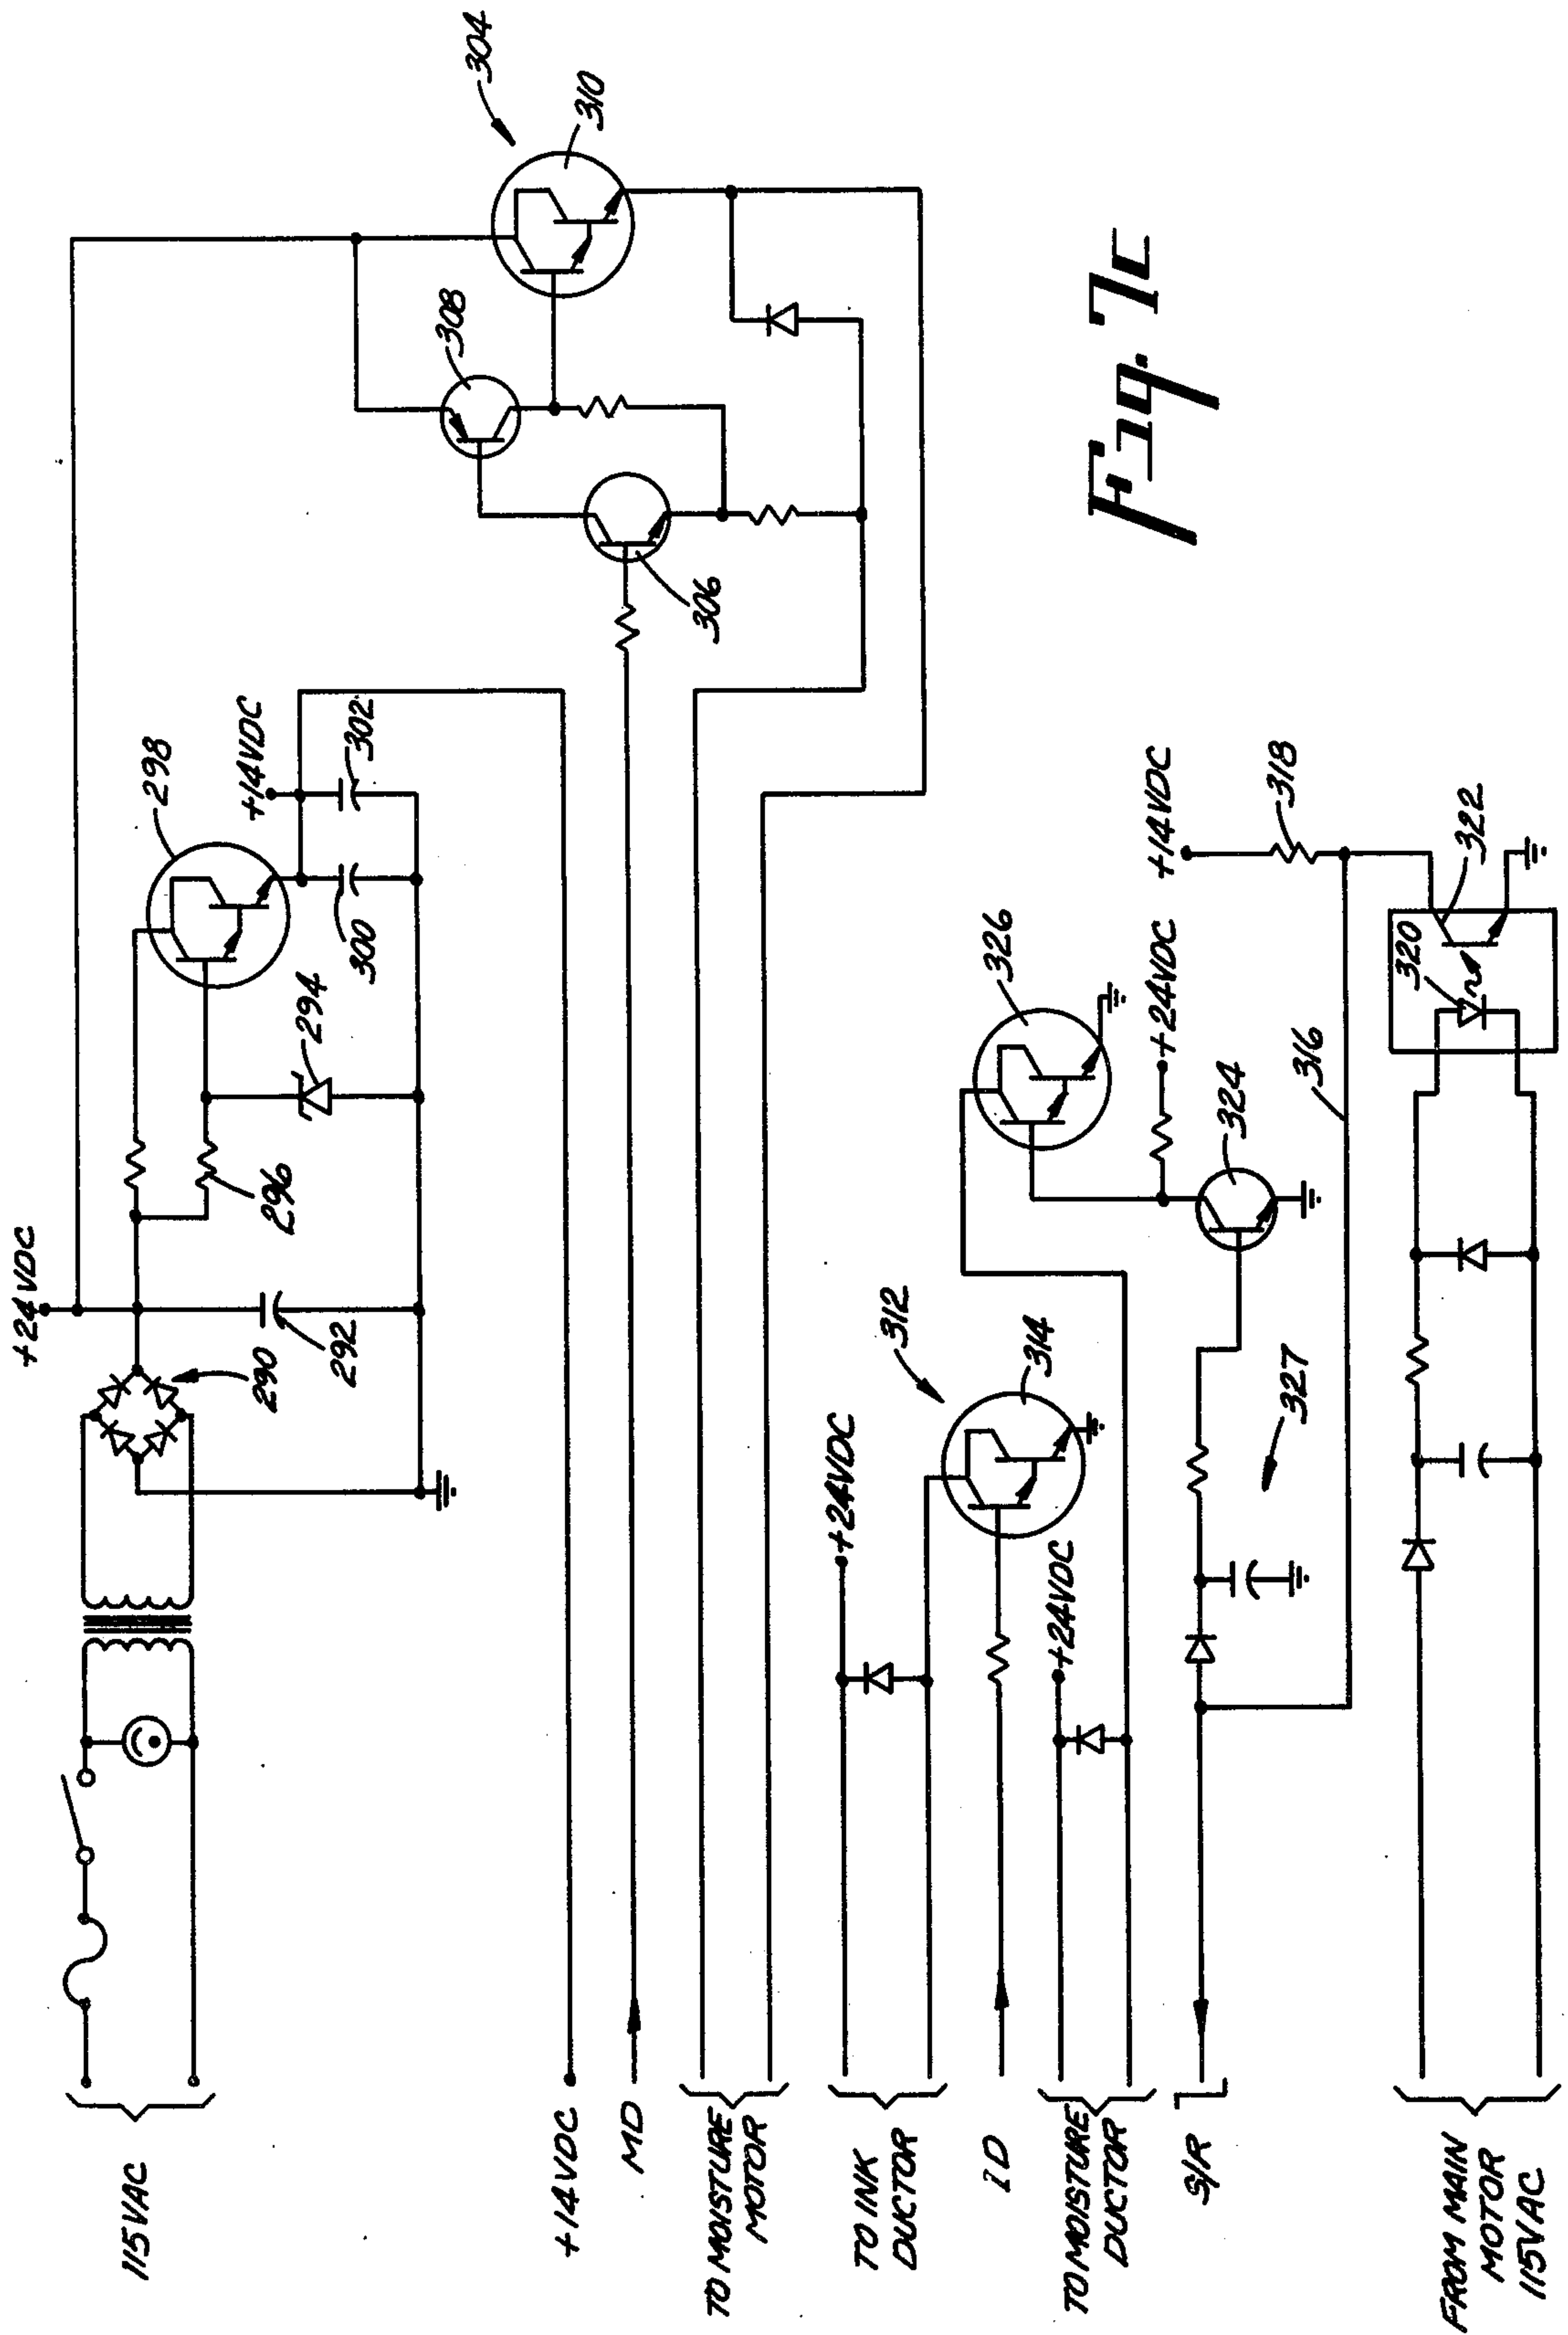 115VAC
+24VDC
290
292
296
294
298
300
+14VDC
302
304
310
308
306
+14VDC
MD
TO MOISTURE
MOTOR
TO INK
DUCTOR
+24VDC
312
314
iD
+24VDC
TO MOISTURE
DUCTOR
326
+24VDC
324
327
S/R
316
+14VDC
318
320
322
FROM MAIN
MOTOR
115VAC
Fig. 7c